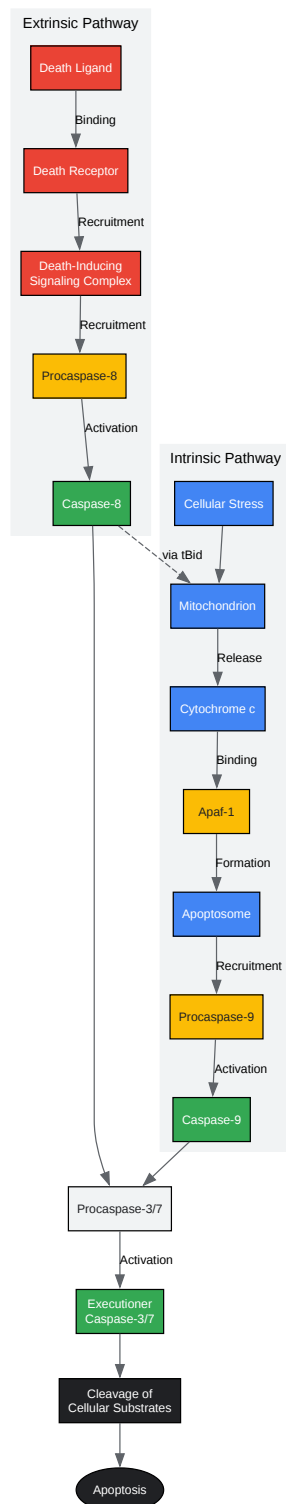 Extrinsic Pathway
Death Ligand
Binding
Death Receptor
Recruitment
Death-Inducing
Signaling Complex
Recruitment
Procaspase-8
Activation
Caspase-8
Intrinsic Pathway
Cellular Stress
via tBid
Mitochondrion
Release
Cytochrome c
Binding
Apaf-1
Formation
Apoptosome
Recruitment
Procaspase-9
Activation
Caspase-9
Procaspase-3/7
Activation
Executioner
Caspase-3/7
Cleavage of
Cellular Substrates
Apoptosis